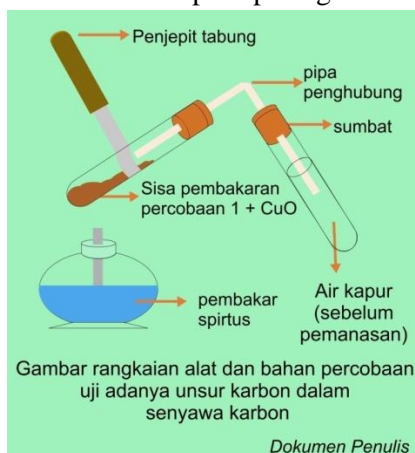 Penjepit tabung
pipa
penghubung
sumbat
Sisa pembakaran
percobaan 1 + CuO
pembakar
spirtus
Air kapur
(sebelum
pemanasan)
Gambar rangkaian alat dan bahan percobaan
uji adanya unsur karbon dalam
senyawa karbon
Dokumen Penulis